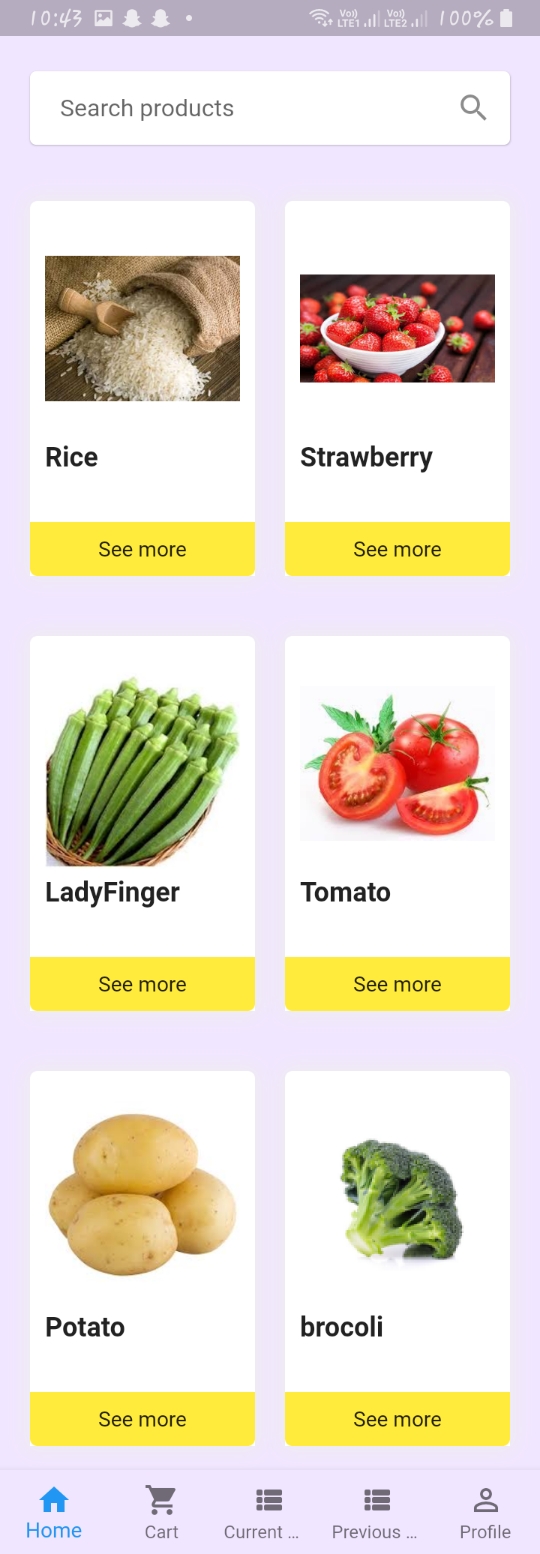 10:43 Vo)) LTE1 Vo)) LTE2 100%
Search products
Rice Strawberry
See more See more
LadyFinger Tomato
See more See more
Potato brocoli
See more See more
Home Cart Current ... Previous ... Profile